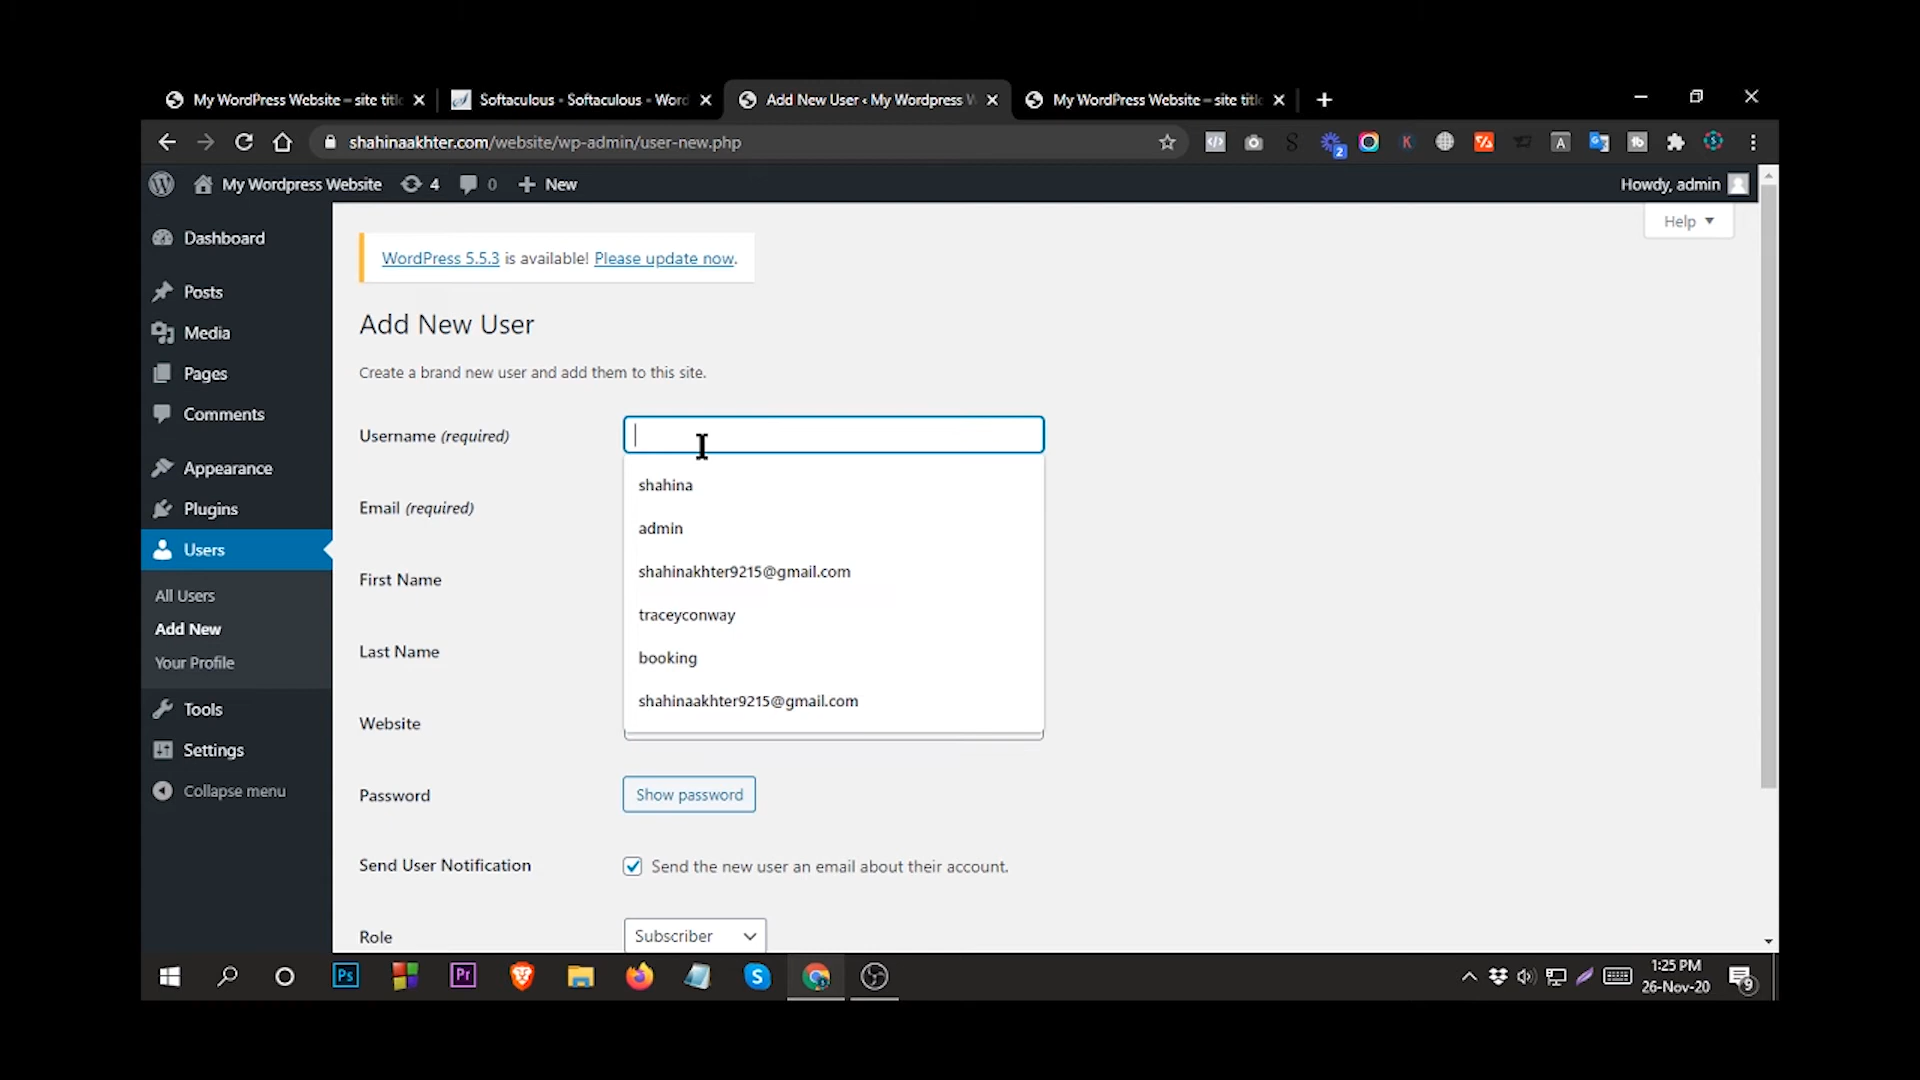 My WordPress Website – site title
Softaculous - Softaculous - Word
Add New User ‹ My Wordpress W
My WordPress Website – site title
shahinaakhter.com/website/wp-admin/user-new.php
2
My Wordpress Website
4
0
+ New
Howdy, admin
Help
Dashboard
Posts
Media
Pages
Comments
Appearance
Plugins
Users
All Users
Add New
Your Profile
Tools
Settings
Collapse menu
WordPress 5.5.3 is available! Please update now.
Add New User
Create a brand new user and add them to this site.
Username (required)
shahina
admin
shahinakhter9215@gmail.com
traceyconway
booking
shahinaakhter9215@gmail.com
Email (required)
First Name
Last Name
Website
Password
Show password
Send User Notification
Send the new user an email about their account.
Role
Subscriber
Ps
Pr
S
1:25 PM
26-Nov-20
9